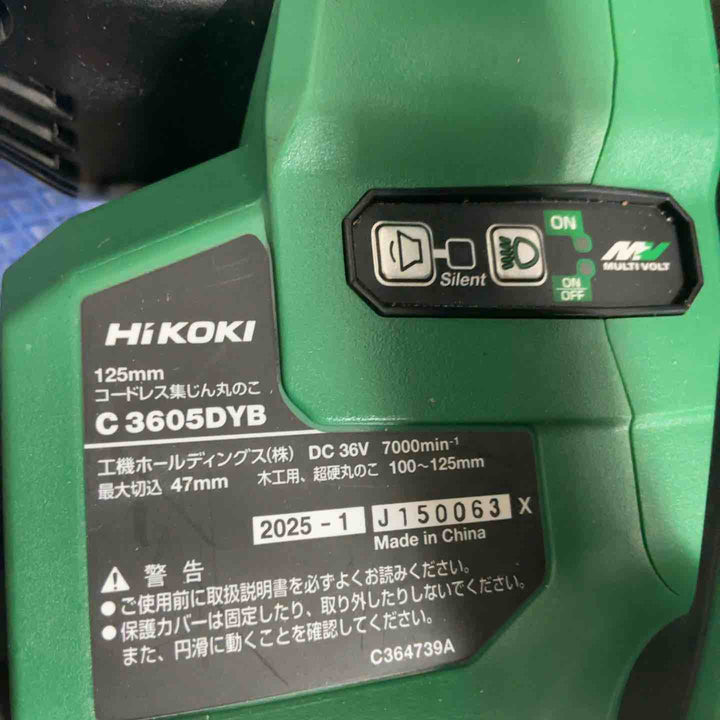 ON
MV
MULTI VOLT
Silent
ON
OFF
HiKOKI
125mm
コードレス集じん丸のこ
C 3605DYB
工機ホールディングス(株) DC 36V 7000min⁻¹
最大切込 47mm 木工用、超硬丸のこ 100～125mm
2025-1 J150063 X
Made in China
警告
●ご使用前に取扱説明書を必ずよくお読みください。
●保護カバーは固定したり、取り外したりしないでください。
また、円滑に動くことを確認してください。
C364739A